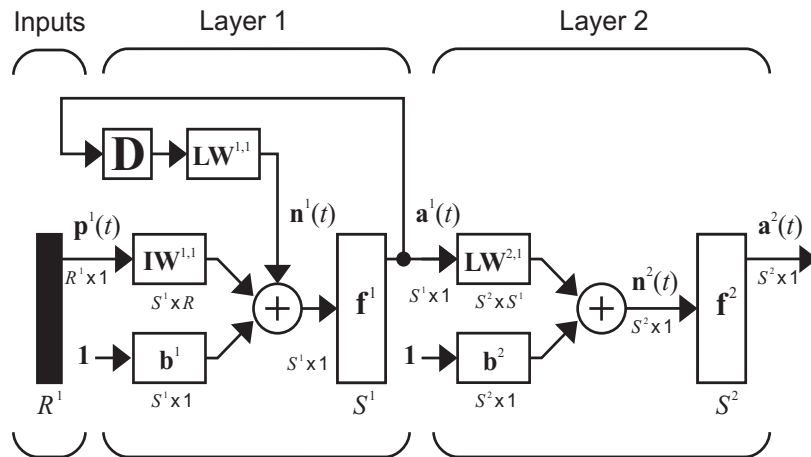 Inputs Layer 1 Layer 2
D LW¹,¹
p¹(t) n¹(t) a¹(t) a²(t)
IW¹,¹ LW²,¹
R¹ x 1 S¹ x R S¹ x 1 S² x S¹ n²(t) S² x 1
f¹ f²
1 b¹ S¹ x 1 1 b² S² x 1
S¹ x 1 S² x 1
R¹ S¹ S²